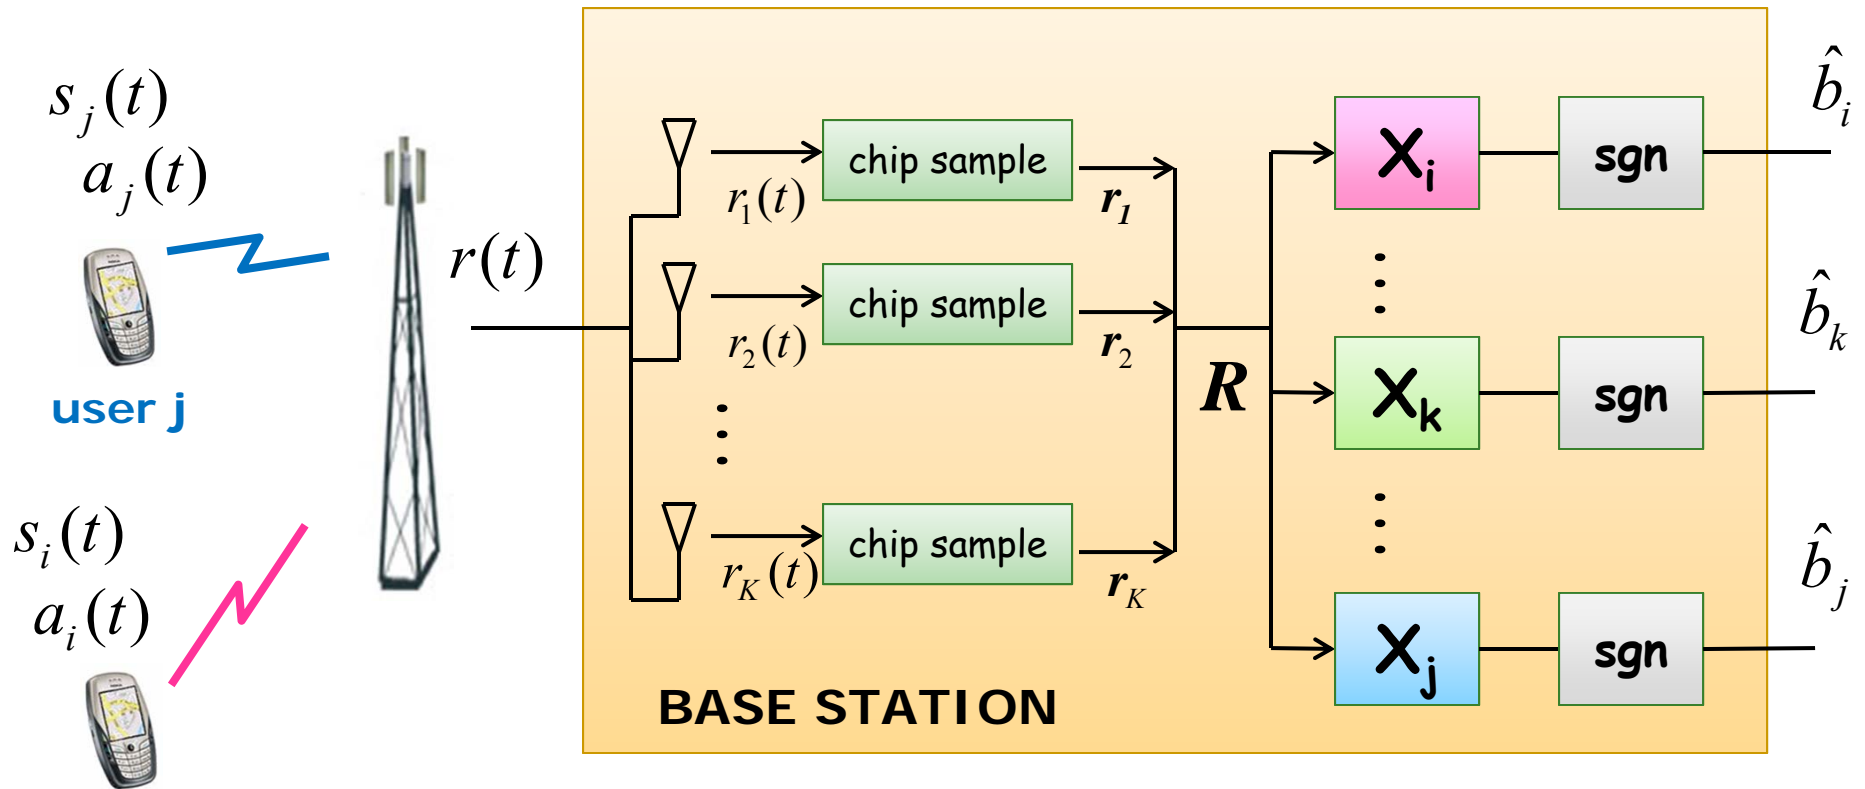 s_j(t)
a_j(t)
user j
s_i(t)
a_i(t)
r(t)
r_1(t)
chip sample
r_1
r_2(t)
chip sample
r_2
r_K(t)
chip sample
r_K
R
X_i
sgn
b̂_i
X_k
sgn
b̂_k
X_j
sgn
b̂_j
BASE STATION